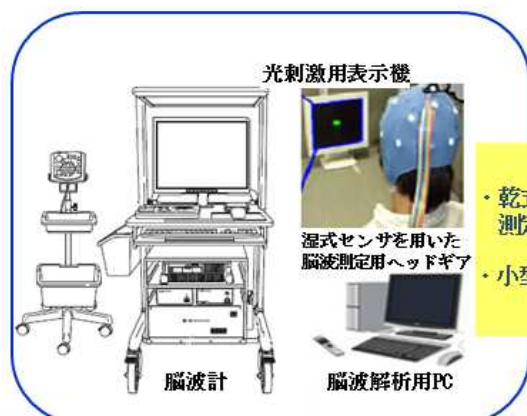 光刺激用表示機
湿式センサを用いた
脳波測定用ヘッドギア
・乾
測定
・小型
脳波計
脳波解析用PC